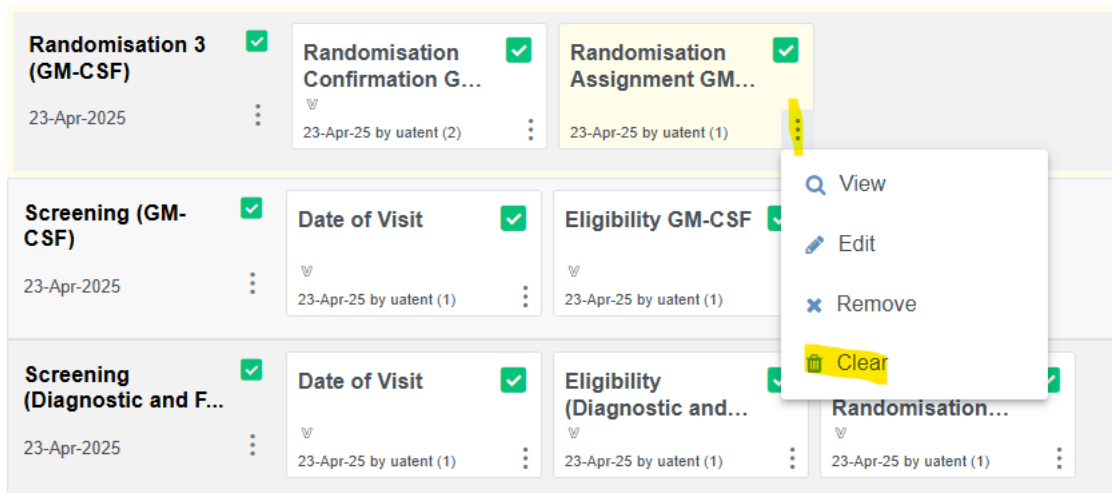 Randomisation 3
(GM-CSF)
23-Apr-2025
Randomisation
Confirmation G...
V
23-Apr-25 by uatent (2)
Randomisation
Assignment GM...
23-Apr-25 by uatent (1)
View
Edit
Remove
Clear
Screening (GM-
CSF)
23-Apr-2025
Date of Visit
V
23-Apr-25 by uatent (1)
Eligibility GM-CSF
V
23-Apr-25 by uatent (1)
Screening
(Diagnostic and F...
23-Apr-2025
Date of Visit
V
23-Apr-25 by uatent (1)
Eligibility
(Diagnostic and...
V
23-Apr-25 by uatent (1)
Randomisation...
V
23-Apr-25 by uatent (1)